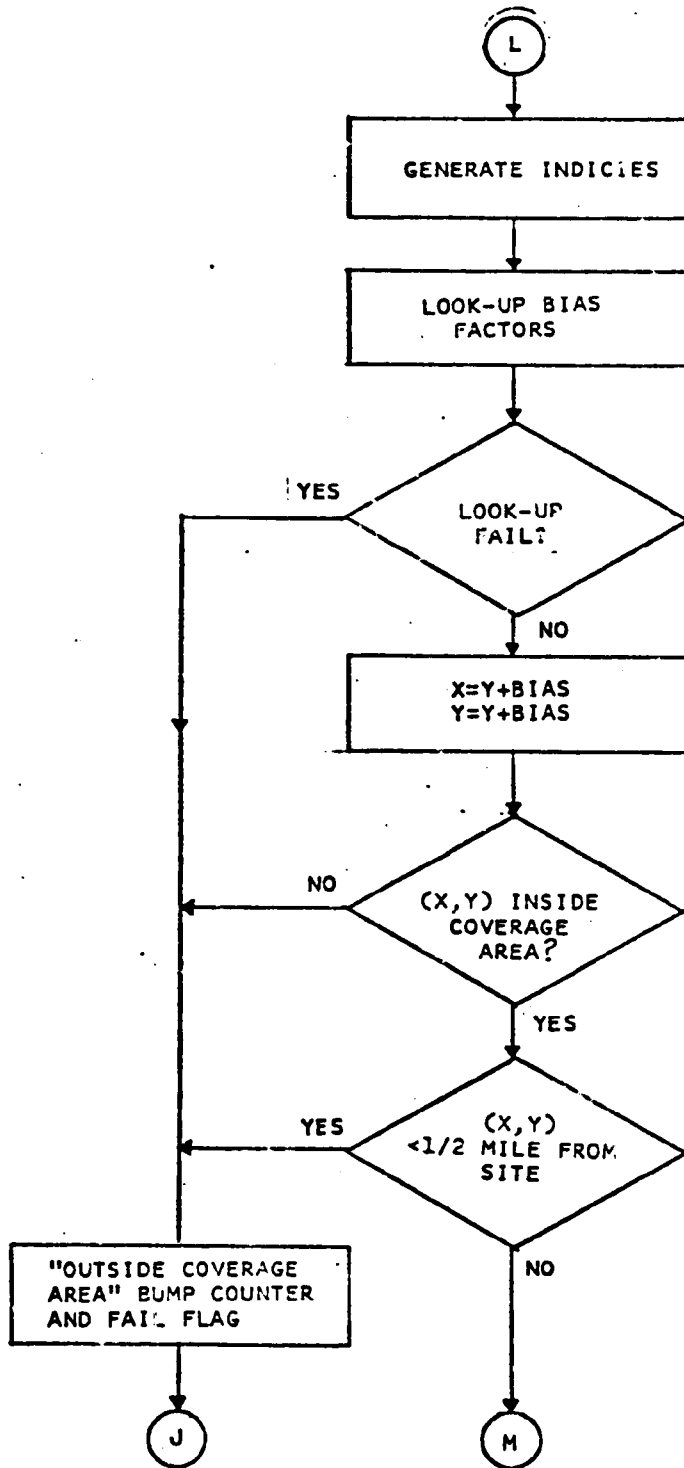 L
GENERATE INDICIES
LOOK-UP BIAS
FACTORS
YES
LOOK-UP
FAIL?
NO
X=Y+BIAS
Y=Y+BIAS
NO
(X,Y) INSIDE
COVERAGE
AREA?
YES
YES
(X,Y)
<1/2 MILE FROM
SITE
NO
"OUTSIDE COVERAGE
AREA" BUMP COUNTER
AND FAIL FLAG
J
M